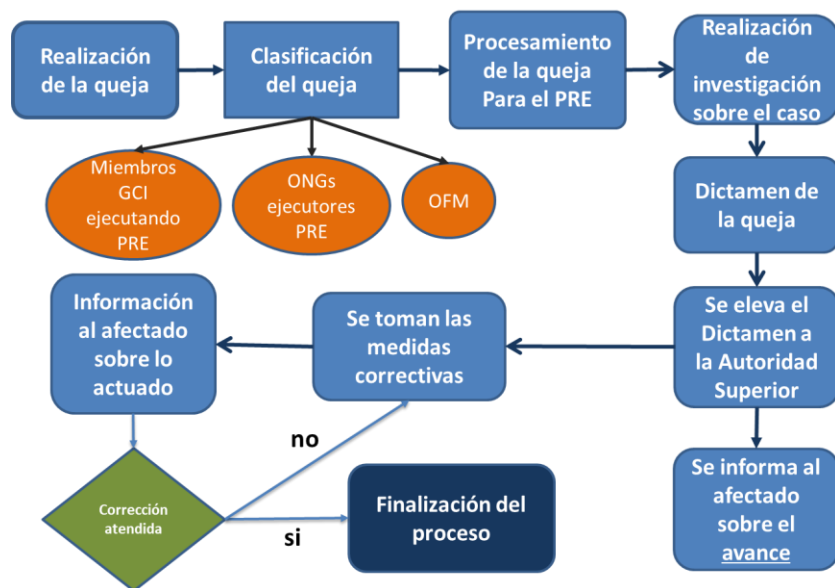 Realización
de la queja
Clasificación
del queja
Procesamiento
de la queja
Para el PRE
Realización
de
investigación
sobre el caso
Miembros
GCI
ejecutando
PRE
ONGs
ejecutores
PRE
OFM
Dictamen de
la queja
Se eleva el
Dictamen a
la Autoridad
Superior
Se toman las
medidas
correctivas
Información
al afectado
sobre lo
actuado
Se informa al
afectado
sobre el
avance
Corrección
atendida
no
si
Finalización del
proceso